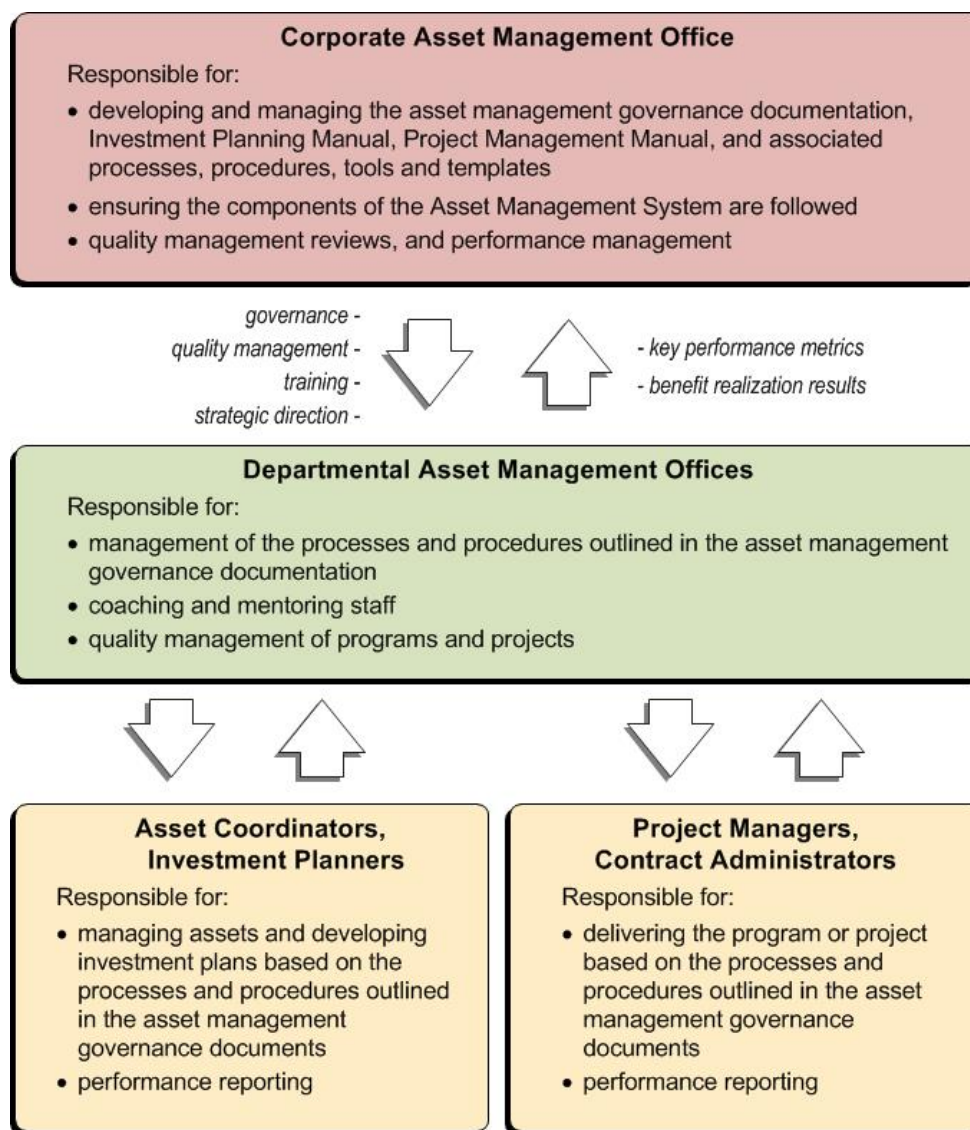 Corporate Asset Management Office
Responsible for:
• developing and managing the asset management governance documentation,
Investment Planning Manual, Project Management Manual, and associated
processes, procedures, tools and templates
• ensuring the components of the Asset Management System are followed
• quality management reviews, and performance management
governance -
quality management -
training -
strategic direction -
- key performance metrics
- benefit realization results
Departmental Asset Management Offices
Responsible for:
• management of the processes and procedures outlined in the asset management
governance documentation
• coaching and mentoring staff
• quality management of programs and projects
Asset Coordinators,
Investment Planners
Responsible for:
• managing assets and developing
investment plans based on the
processes and procedures outlined
in the asset management
governance documents
• performance reporting
Project Managers,
Contract Administrators
Responsible for:
• delivering the program or project
based on the processes and
procedures outlined in the asset
management governance
documents
• performance reporting